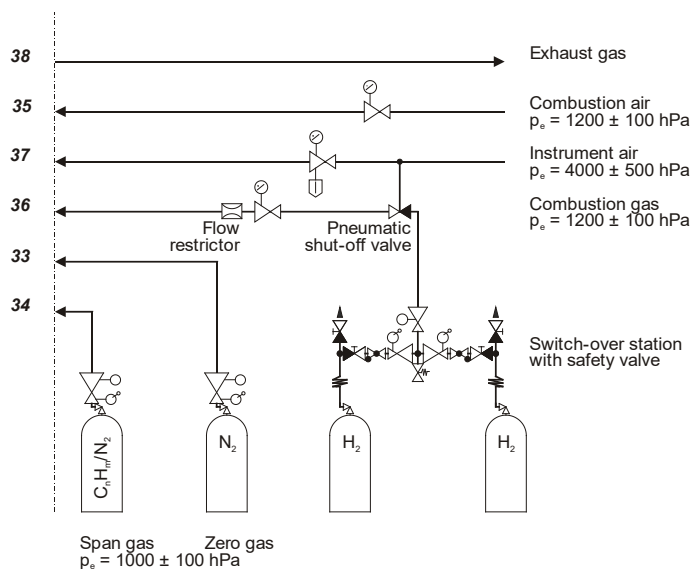 38
Exhaust gas
35
Combustion air
pₑ = 1200 ± 100 hPa
37
Instrument air
pₑ = 4000 ± 500 hPa
36
Combustion gas
pₑ = 1200 ± 100 hPa
Flow
restrictor
Pneumatic
shut-off valve
33
34
Switch-over station
with safety valve
CₙHₘ/N₂
N₂
H₂
H₂
Span gas
Zero gas
pₑ = 1000 ± 100 hPa